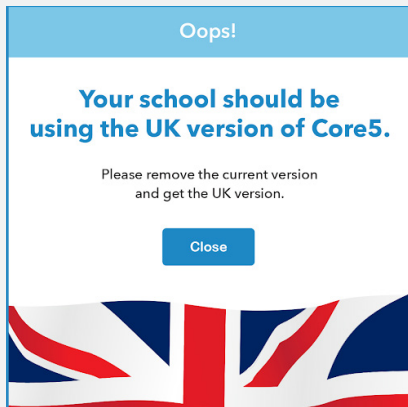 Oops!
Your school should be
using the UK version of Core5.
Please remove the current version
and get the UK version.
Close